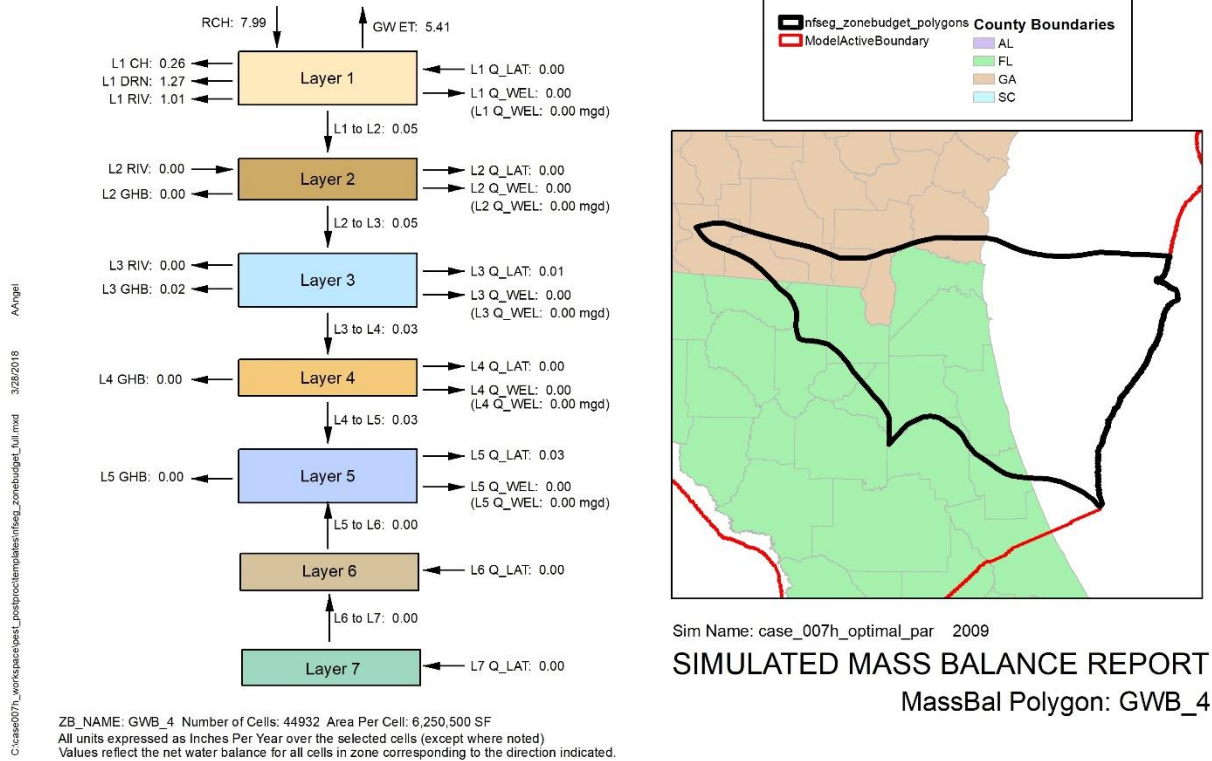 RCH: 7.99
GW ET: 5.41
L1 CH: 0.26
L1 DRN: 1.27
L1 RIV: 1.01
Layer 1
L1 Q_LAT: 0.00
L1 Q_WEL: 0.00
(L1 Q_WEL: 0.00 mgd)
L1 to L2: 0.05
L2 RIV: 0.00
L2 GHB: 0.00
Layer 2
L2 Q_LAT: 0.00
L2 Q_WEL: 0.00
(L2 Q_WEL: 0.00 mgd)
L2 to L3: 0.05
L3 RIV: 0.00
L3 GHB: 0.02
Layer 3
L3 Q_LAT: 0.01
L3 Q_WEL: 0.00
(L3 Q_WEL: 0.00 mgd)
L3 to L4: 0.03
L4 GHB: 0.00
Layer 4
L4 Q_LAT: 0.00
L4 Q_WEL: 0.00
(L4 Q_WEL: 0.00 mgd)
L4 to L5: 0.03
L5 GHB: 0.00
Layer 5
L5 Q_LAT: 0.03
L5 Q_WEL: 0.00
(L5 Q_WEL: 0.00 mgd)
L5 to L6: 0.00
Layer 6
L6 Q_LAT: 0.00
L6 to L7: 0.00
Layer 7
L7 Q_LAT: 0.00
ZB_NAME: GWB_4 Number of Cells: 44932 Area Per Cell: 6,250,500 SF
All units expressed as Inches Per Year over the selected cells (except where noted)
Values reflect the net water balance for all cells in zone corresponding to the direction indicated.
C:\case007h_workspace\pest_postproc\templates\nfseg_zonebudget_full.mxd 3/28/2018 AAngel
nfseg_zonebudget_polygons
ModelActiveBoundary
County Boundaries
AL
FL
GA
SC
Sim Name: case_007h_optimal_par 2009
SIMULATED MASS BALANCE REPORT
MassBal Polygon: GWB_4